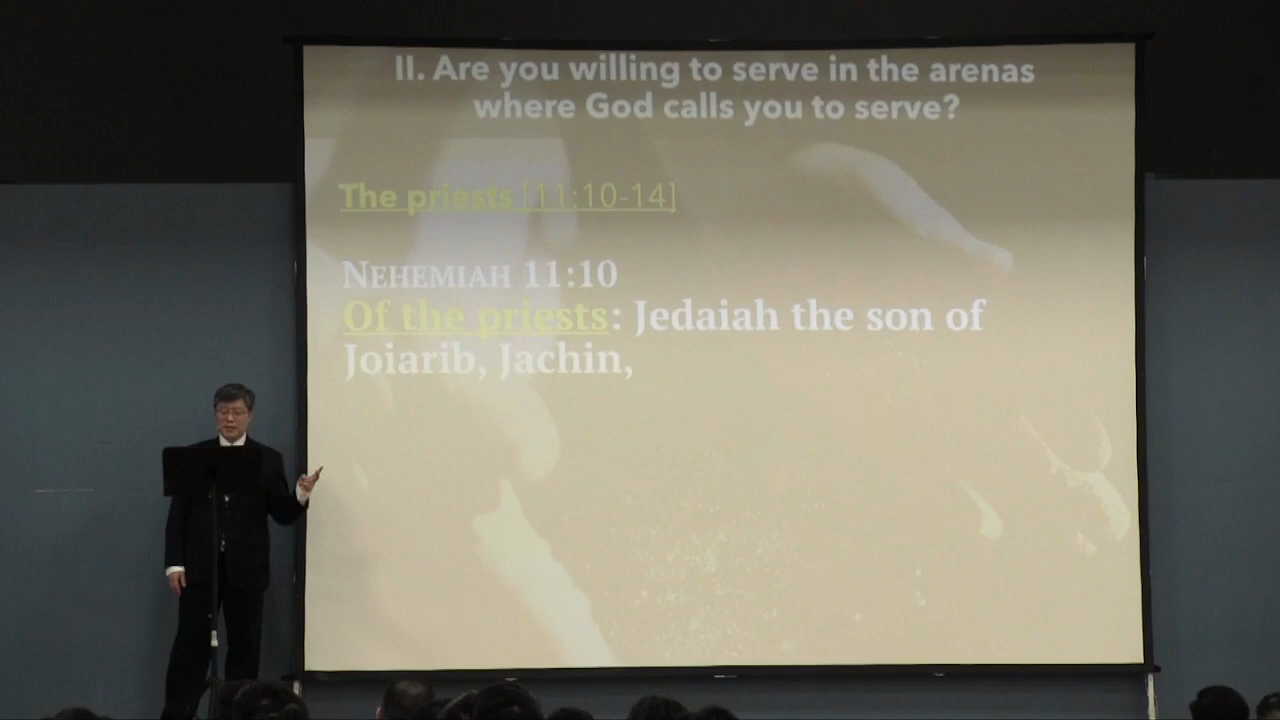 II. Are you willing to serve in the arenas
where God calls you to serve?
The priests [11:10-14]
NEHEMIAH 11:10
Of the priests: Jedaiah the son of
Joiarib, Jachin,